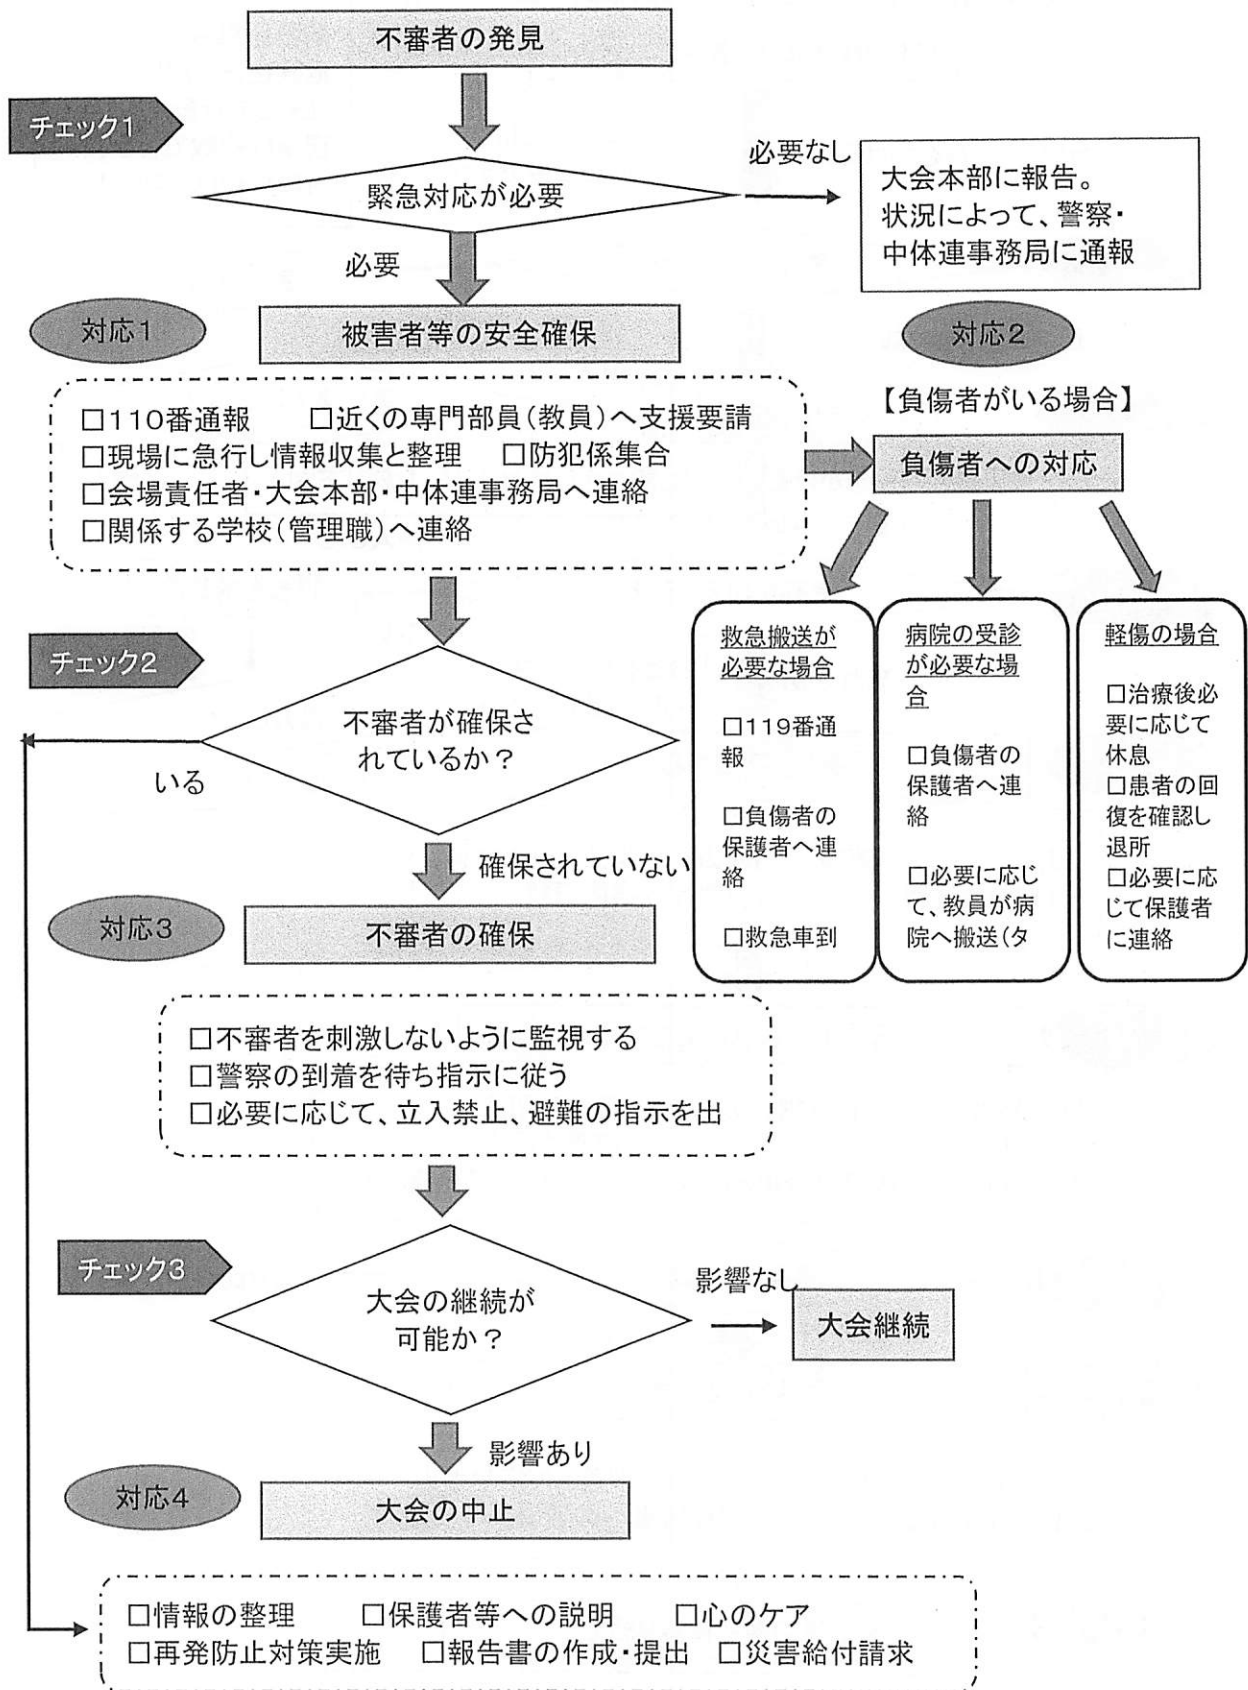 不審者の発見
チェック1
緊急対応が必要
必要なし
大会本部に報告。
状況によって、警察・
中体連事務局に通報
必要
対応1
被害者等の安全確保
対応2
【負傷者がいる場合】
□110番通報 □近くの専門部員(教員)へ支援要請
□現場に急行し情報収集と整理 □防犯係集合
□会場責任者・大会本部・中体連事務局へ連絡
□関係する学校(管理職)へ連絡
負傷者への対応
救急搬送が
必要な場合
□119番通
報
□負傷者の
保護者へ連
絡
□救急車到
病院の受診
が必要な場
合
□負傷者の
保護者へ連
絡
□必要に応じ
て、教員が病
院へ搬送(タ
軽傷の場合
□治療後必
要に応じて
休息
□患者の回
復を確認し
退所
□必要に応
じて保護者
に連絡
チェック2
不審者が確保さ
れているか?
いる
確保されていない
対応3
不審者の確保
□不審者を刺激しないように監視する
□警察の到着を待ち指示に従う
□必要に応じて、立入禁止、避難の指示を出
チェック3
大会の継続が
可能か?
影響なし
大会継続
影響あり
対応4
大会の中止
□情報の整理 □保護者等への説明 □心のケア
□再発防止対策実施 □報告書の作成・提出 □災害給付請求